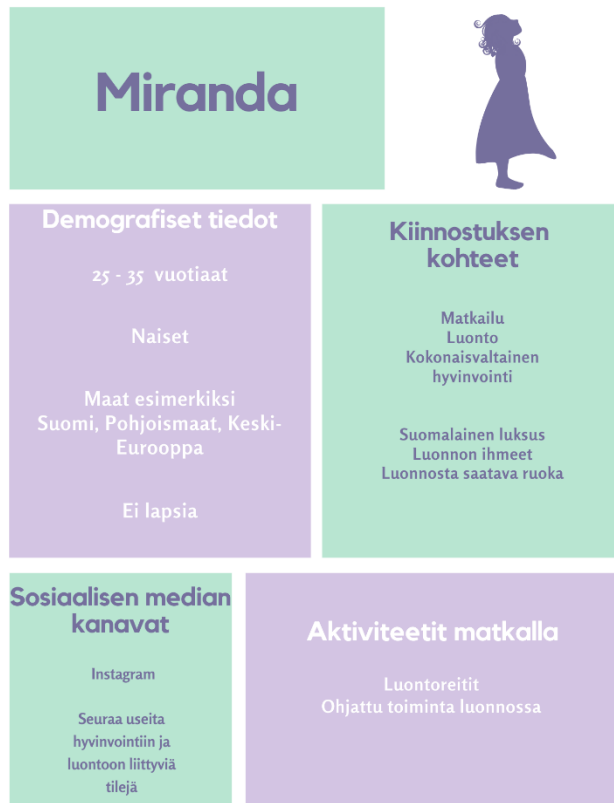 Miranda
Demografiset tiedot
25 - 35 vuotiaat
Naiset
Maat esimerkiksi
Suomi, Pohjoismaat, Keski-
Eurooppa
Ei lapsia
Kiinnostuksen
kohteet
Matkailu
Luonto
Kokonaisvaltainen
hyvinvointi
Suomalainen luksus
Luonnon ihmeet
Luonnosta saatava ruoka
Sosiaalisen median
kanavat
Instagram
Seuraa useita
hyvinvointiin ja
luontoon liittyviä
tilejä
Aktiviteetit matkalla
Luontoreitit
Ohjattu toiminta luonnossa